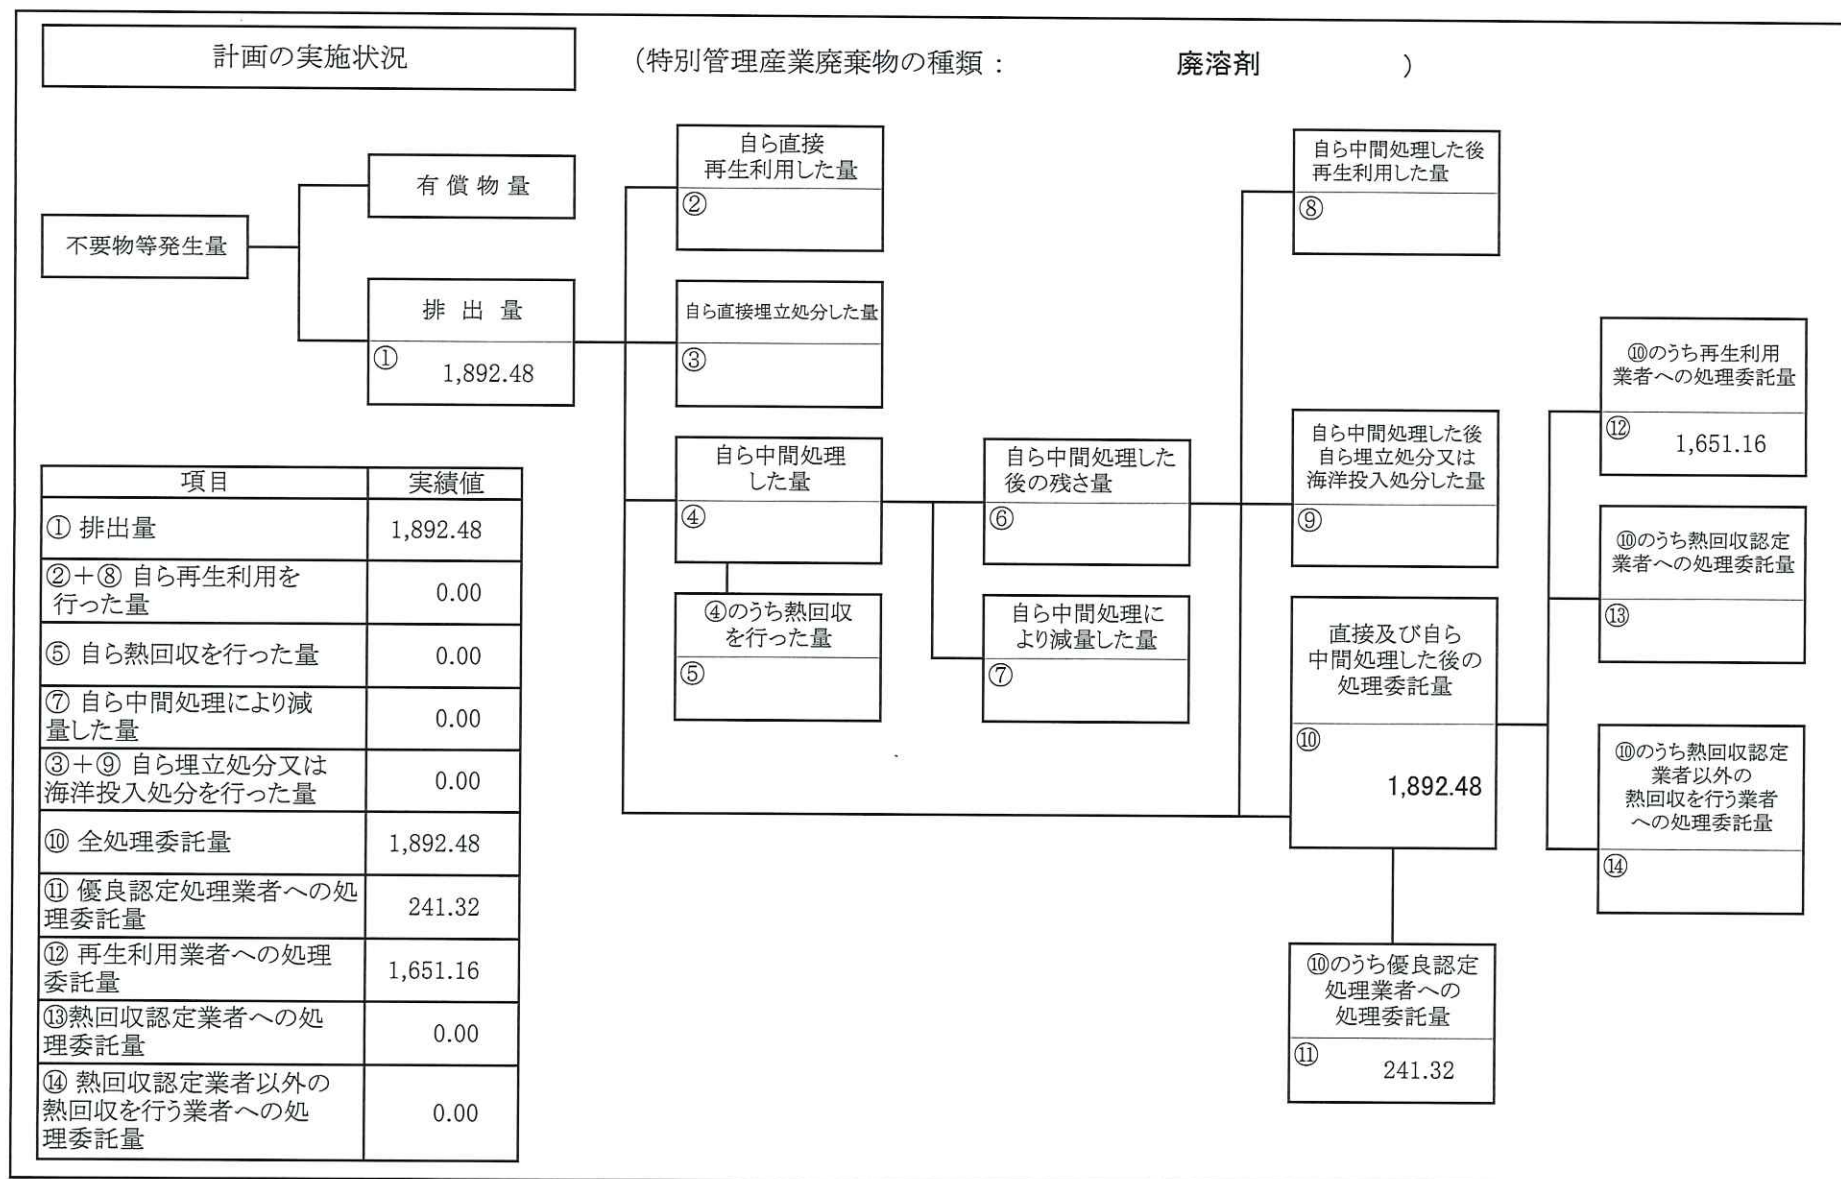 計画の実施状況
（特別管理産業廃棄物の種類： 廃溶剤 ）
不要物等発生量
有償物量
排出量
① 1,892.48
自ら直接
再生利用した量
②
自ら直接埋立処分した量
③
自ら中間処理
した量
④
④のうち熱回収
を行った量
⑤
自ら中間処理した
後の残さ量
⑥
自ら中間処理に
より減量した量
⑦
自ら中間処理した後
再生利用した量
⑧
自ら中間処理した後
自ら埋立処分又は
海洋投入処分した量
⑨
直接及び自ら
中間処理した後の
処理委託量
⑩
1,892.48
⑩のうち優良認定
処理業者への
処理委託量
⑪ 241.32
⑩のうち再生利用
業者への処理委託量
⑫ 1,651.16
⑩のうち熱回収認定
業者への処理委託量
⑬
⑩のうち熱回収認定
業者以外の
熱回収を行う業者
への処理委託量
⑭
項目 実績値
① 排出量 1,892.48
②＋⑧ 自ら再生利用を
行った量 0.00
⑤ 自ら熱回収を行った量 0.00
⑦ 自ら中間処理により減
量した量 0.00
③＋⑨ 自ら埋立処分又は
海洋投入処分を行った量 0.00
⑩ 全処理委託量 1,892.48
⑪ 優良認定処理業者への処
理委託量 241.32
⑫ 再生利用業者への処理
委託量 1,651.16
⑬熱回収認定業者への処
理委託量 0.00
⑭ 熱回収認定業者以外の
熱回収を行う業者への処
理委託量 0.00